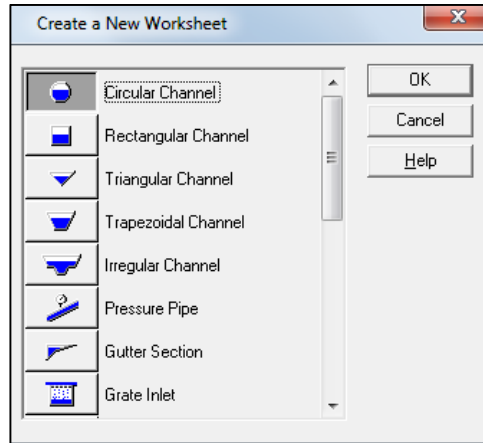 Create a New Worksheet
OK
Cancel
Help
Circular Channel
Rectangular Channel
Triangular Channel
Trapezoidal Channel
Irregular Channel
Pressure Pipe
Gutter Section
Grate Inlet